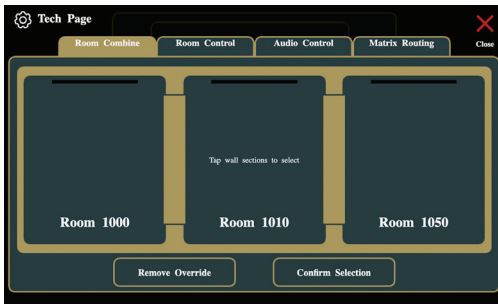 Tech Page
Close
Room Combine
Room Control
Audio Control
Matrix Routing
Tap wall sections to select
Room 1000
Room 1010
Room 1050
Remove Override
Confirm Selection